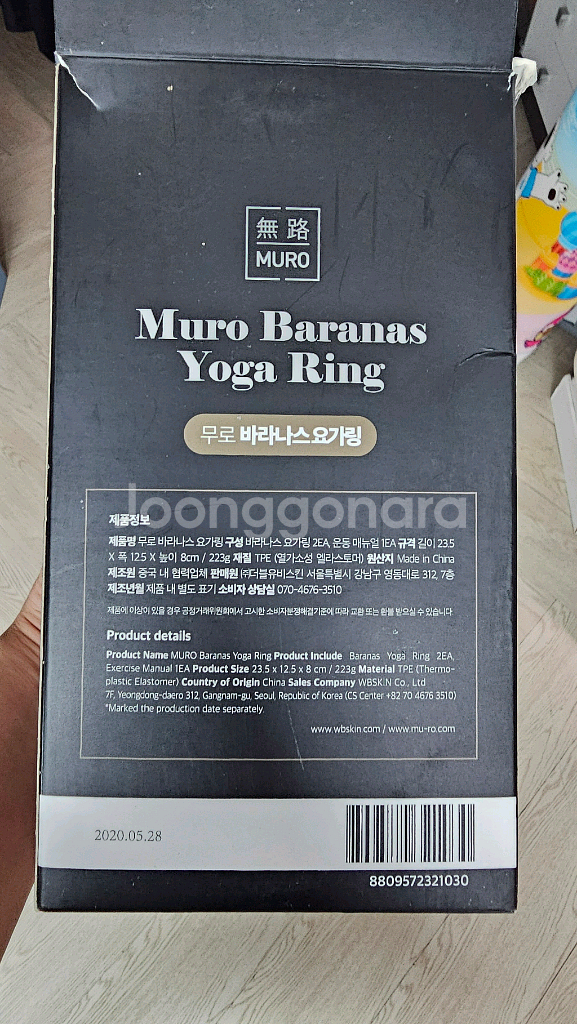 無路
MURO
Muro Baranas
Yoga Ring
무로 바라나스 요가링
joonggonara
제품정보
제품명 무로 바라나스 요가링 구성 바라나스 요가링 2EA, 운동 매뉴얼 1EA 규격 길이 23.5
X 폭 12.5 X 높이 8cm / 223g 재질 TPE (열가소성 엘라스토머) 원산지 Made in China
제조원 중국 내 협력업체 판매원 ㈜더블유비스킨 서울특별시 강남구 영동대로 312, 7층
제조년월 제품 내 별도 표기 소비자 상담실 070-4676-3510
제품에 이상이 있을 경우 공정거래위원회에서 고시한 소비자분쟁해결기준에 따라 교환 또는 환불 받으실 수 있습니다
Product details
Product Name MURO Baranas Yoga Ring Product Include Baranas Yoga Ring 2EA,
Exercise Manual 1EA Product Size 23.5 x 12.5 x 8 cm / 223g Material TPE (Thermo-
plastic Elastomer) Country of Origin China Sales Company WBSKIN Co., Ltd
7F, Yeongdong-daero 312, Gangnam-gu, Seoul, Republic of Korea (CS Center +82 70 4676 3510)
*Marked the production date separately.
www.wbskin.com / www.mu-ro.com
2020.05.28
8809572321030